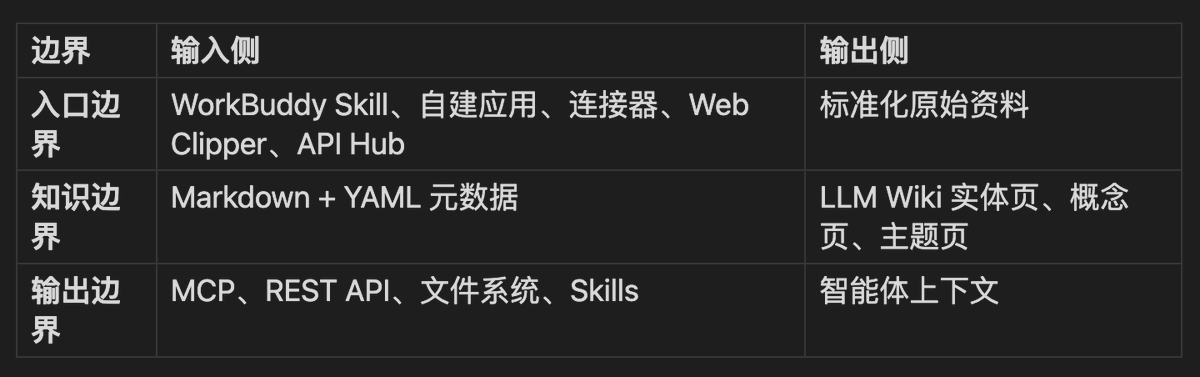 边界 输入侧 输出侧
入口边界 WorkBuddy Skill、自建应用、连接器、Web Clipper、API Hub 标准化原始资料
知识边界 Markdown + YAML 元数据 LLM Wiki 实体页、概念页、主题页
输出边界 MCP、REST API、文件系统、Skills 智能体上下文